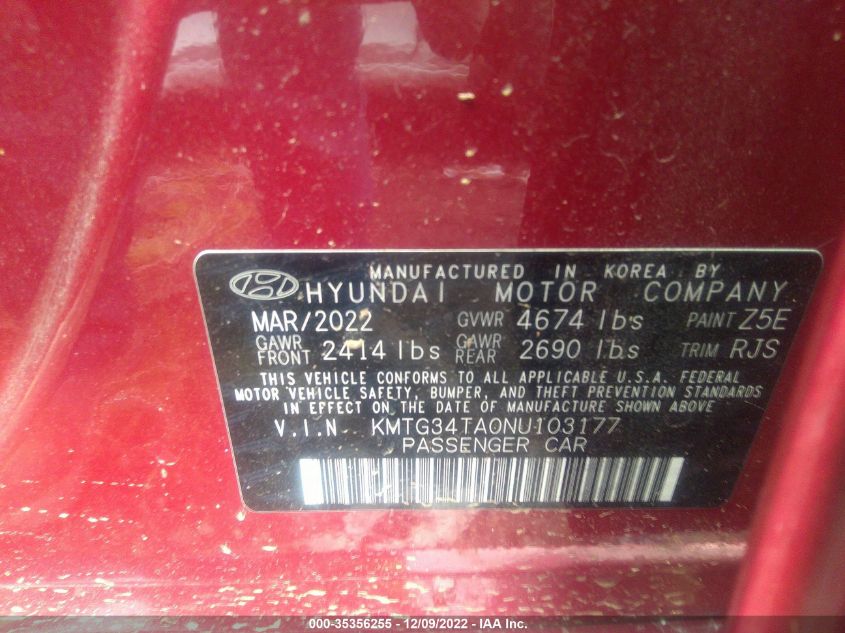 MANUFACTURED IN KOREA BY
HYUNDAI MOTOR COMPANY
MAR/2022 GVWR 4674 lbs PAINT Z5E
GAWR FRONT 2414 lbs GAWR REAR 2690 lbs TRIM RJS
THIS VEHICLE CONFORMS TO ALL APPLICABLE U.S.A. FEDERAL
MOTOR VEHICLE SAFETY, BUMPER, AND THEFT PREVENTION STANDARDS
IN EFFECT ON THE DATE OF MANUFACTURE SHOWN ABOVE
V.I.N KMTG34TA0NU103177
PASSENGER CAR
000-35356255 - 12/09/2022 - IAA Inc.